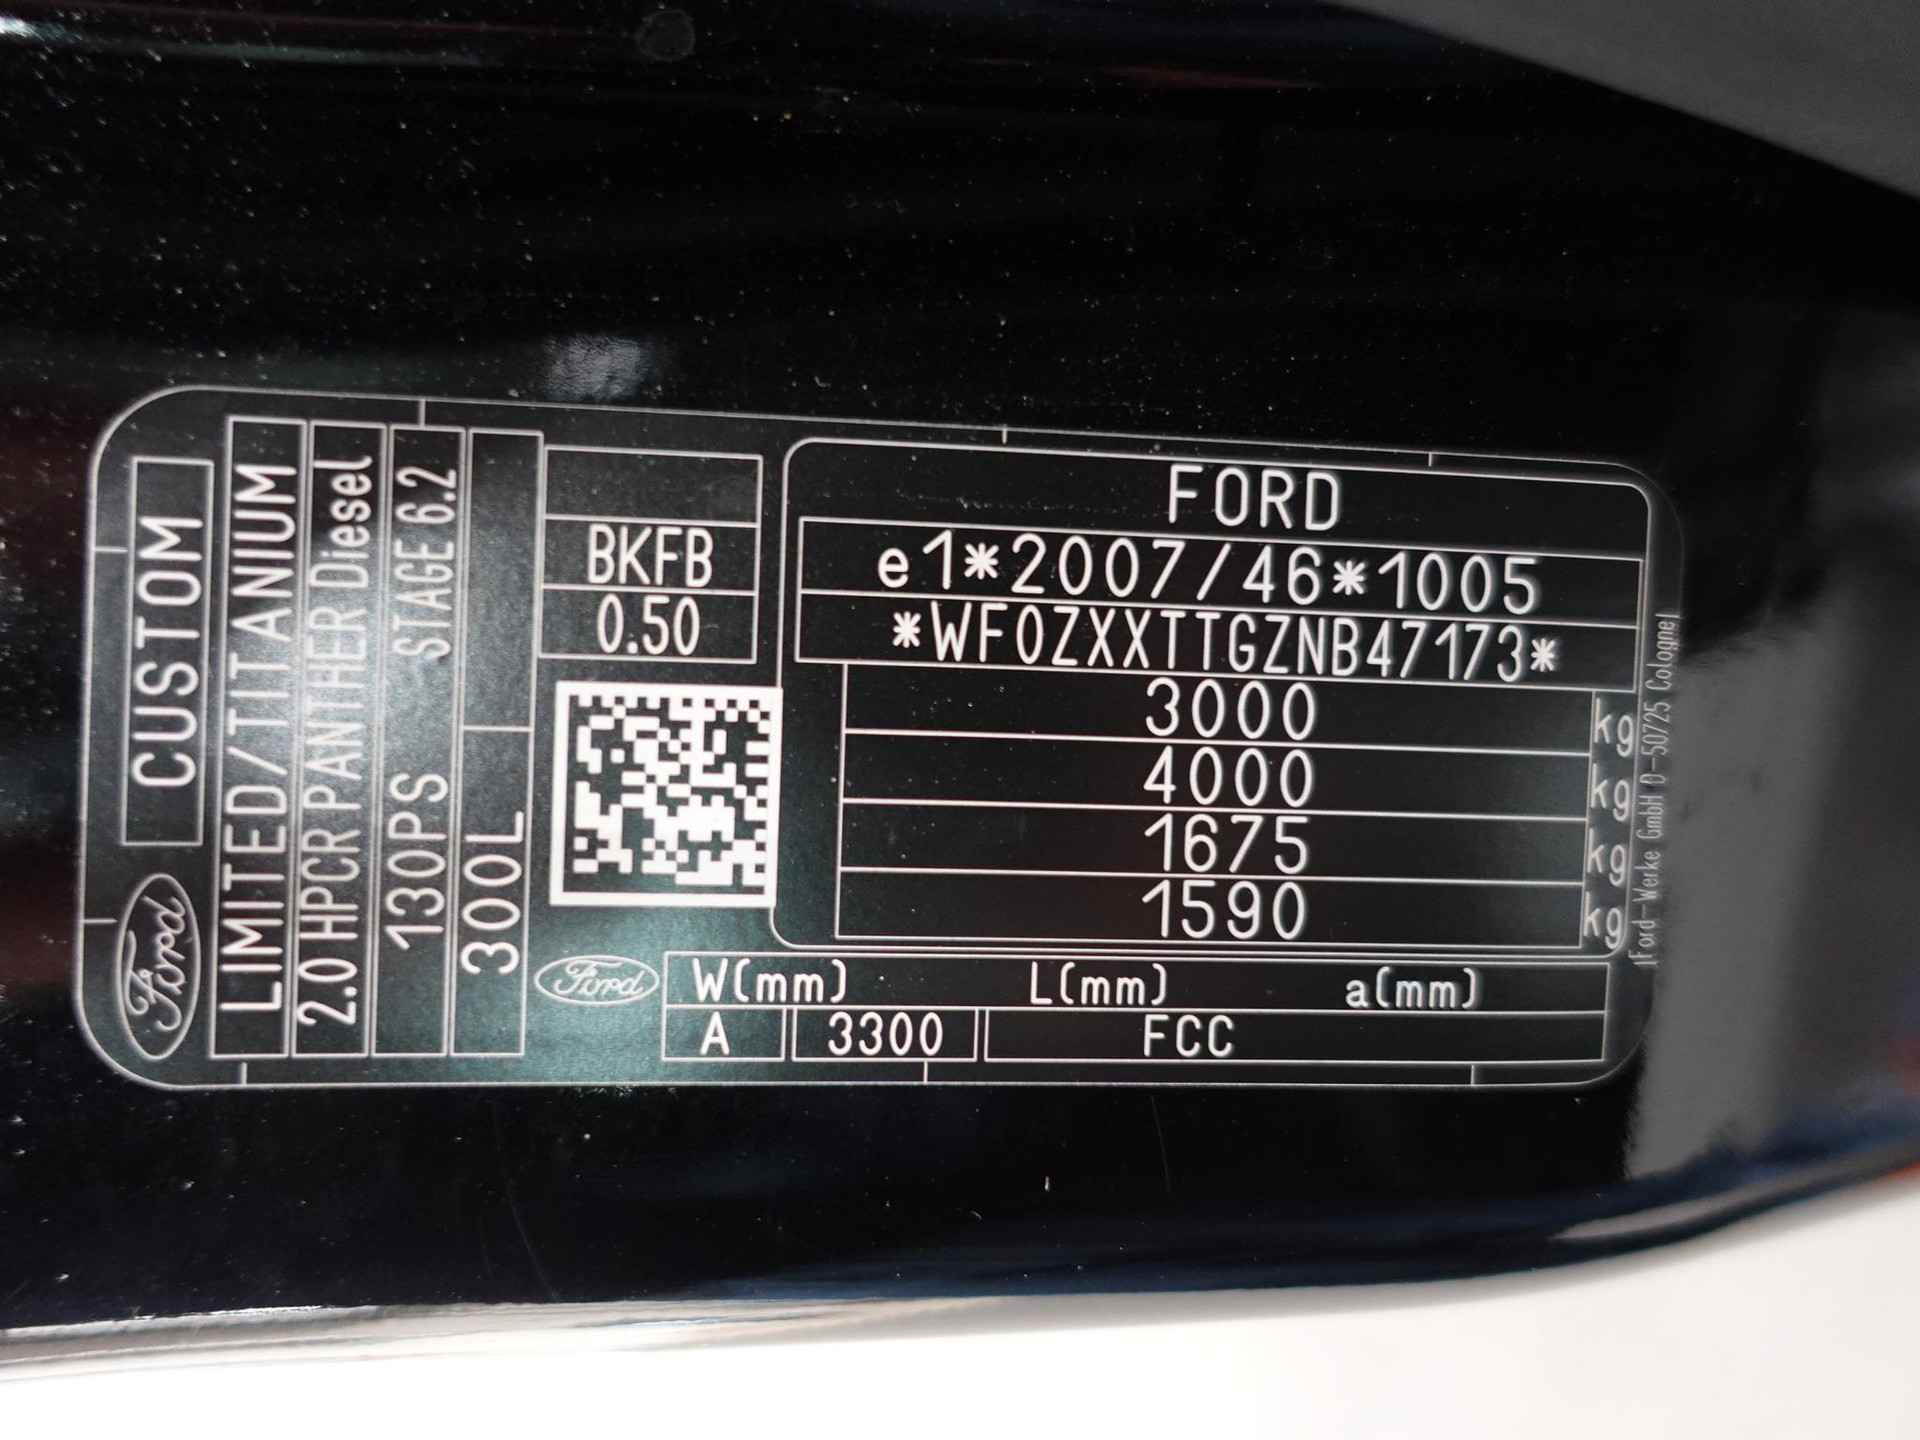 Ford
CUSTOM
LIMITED/TITANIUM
2.0 HPCR PANTHER Diesel
130PS STAGE 6.2
300L
BKFB
0.50
FORD
e1*2007/46*1005
*WF0ZXXTTGZNB47173*
3000 kg
4000 kg
1675 kg
1590 kg
Ford
W(mm) L(mm) a(mm)
A 3300 FCC
Ford-Werke GmbH D-50725 Cologne